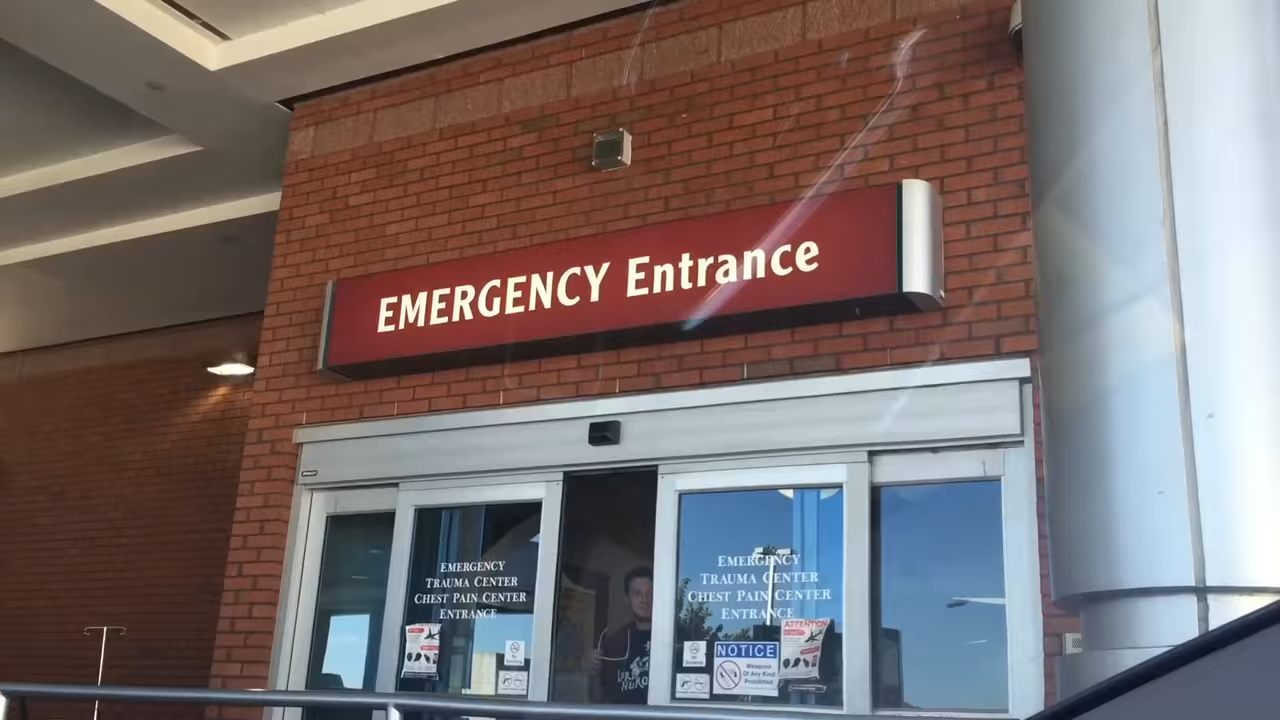 EMERGENCY Entrance
EMERGENCY
TRAUMA CENTER
CHEST PAIN CENTER
ENTRANCE
EMERGENCY
TRAUMA CENTER
CHEST PAIN CENTER
ENTRANCE
ATTENTION
NOTICE
Weapons
Of Any Kind
Prohibited